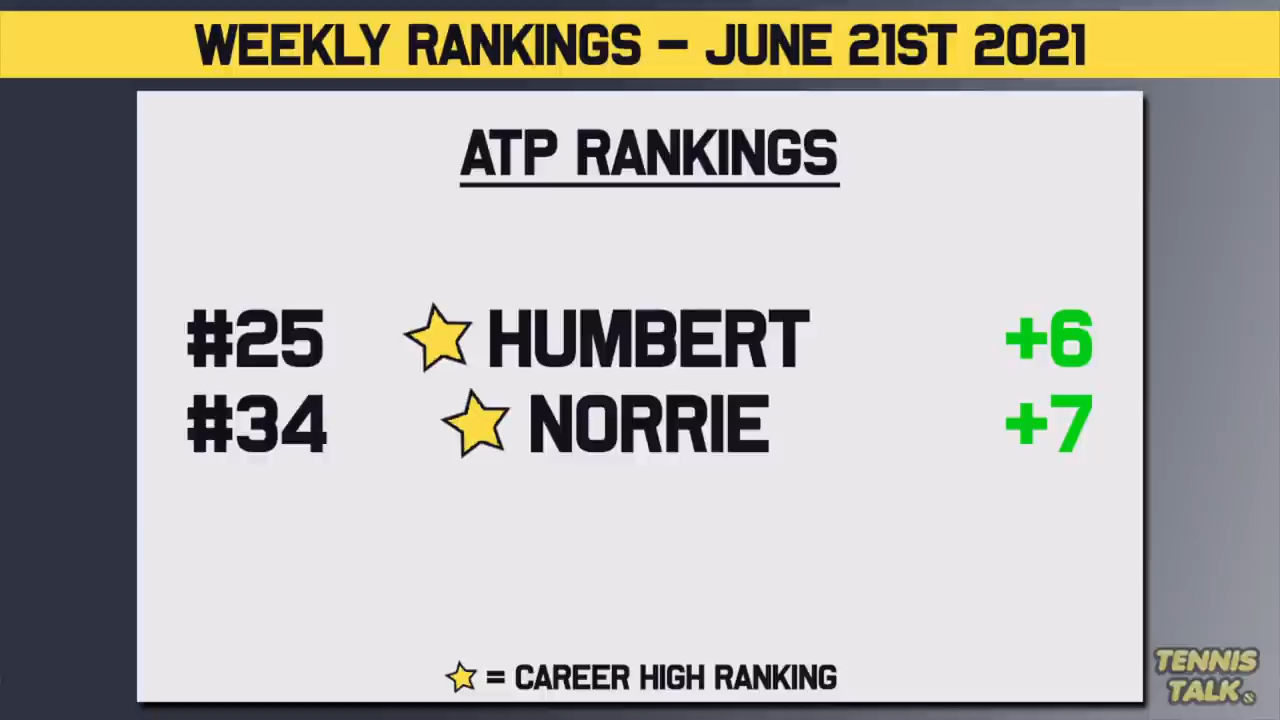 WEEKLY RANKINGS – JUNE 21ST 2021
ATP RANKINGS
#25 HUMBERT +6
#34 NORRIE +7
= CAREER HIGH RANKING
TENNIS
TALK